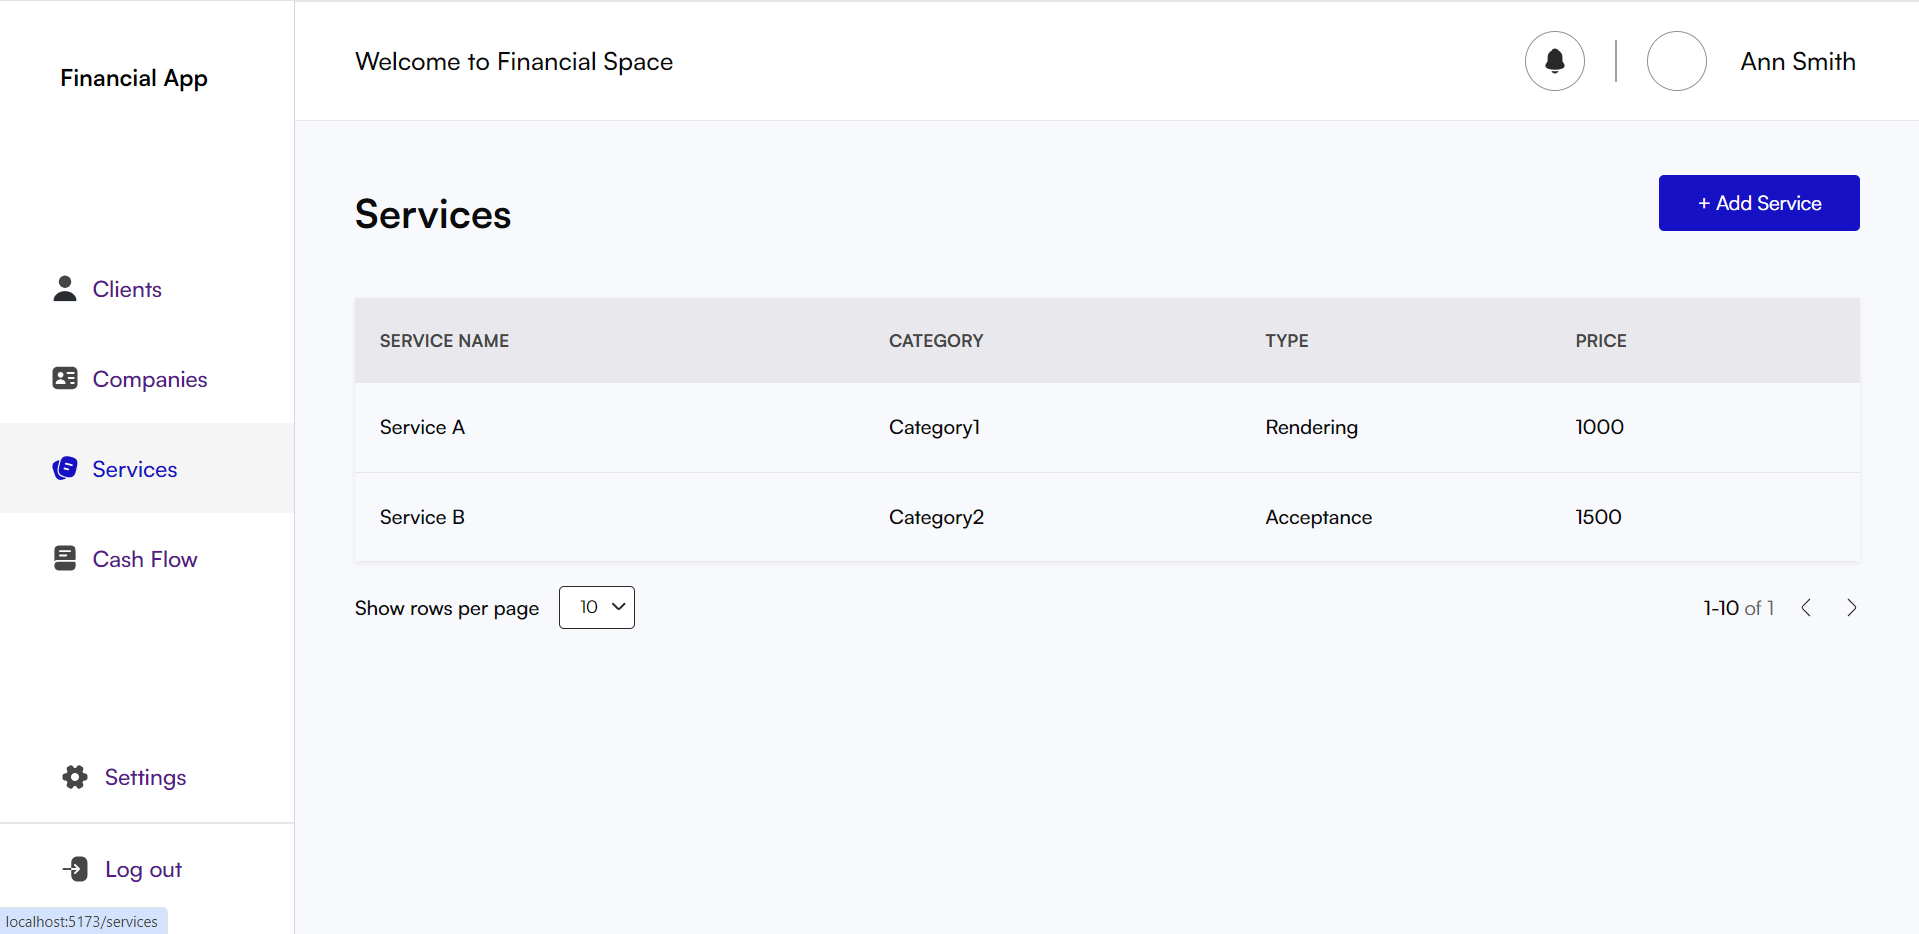 Financial App
Welcome to Financial Space
Ann Smith
Clients
Companies
Services
Cash Flow
Settings
Log out
localhost:5173/services
Services
+ Add Service
SERVICE NAME CATEGORY TYPE PRICE
Service A Category1 Rendering 1000
Service B Category2 Acceptance 1500
Show rows per page 10 1-10 of 1